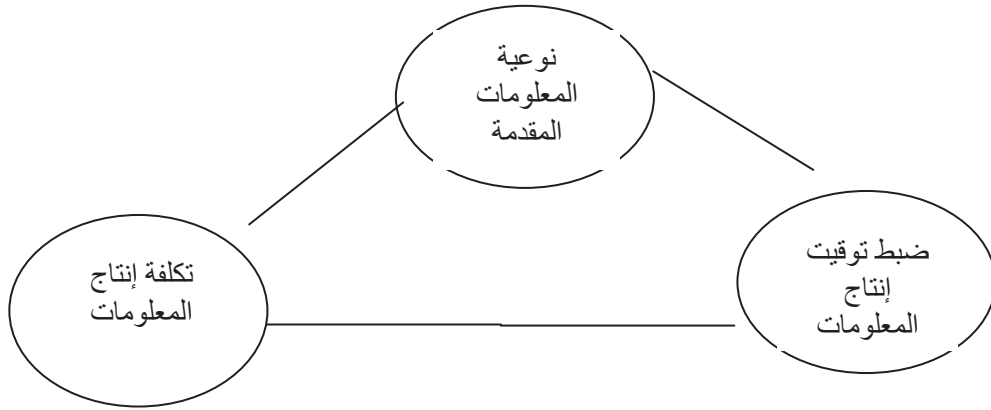 نوعية
المعلومات
المقدمة
ضبط توقيت
إنتاج
المعلومات
تكلفة إنتاج
المعلومات